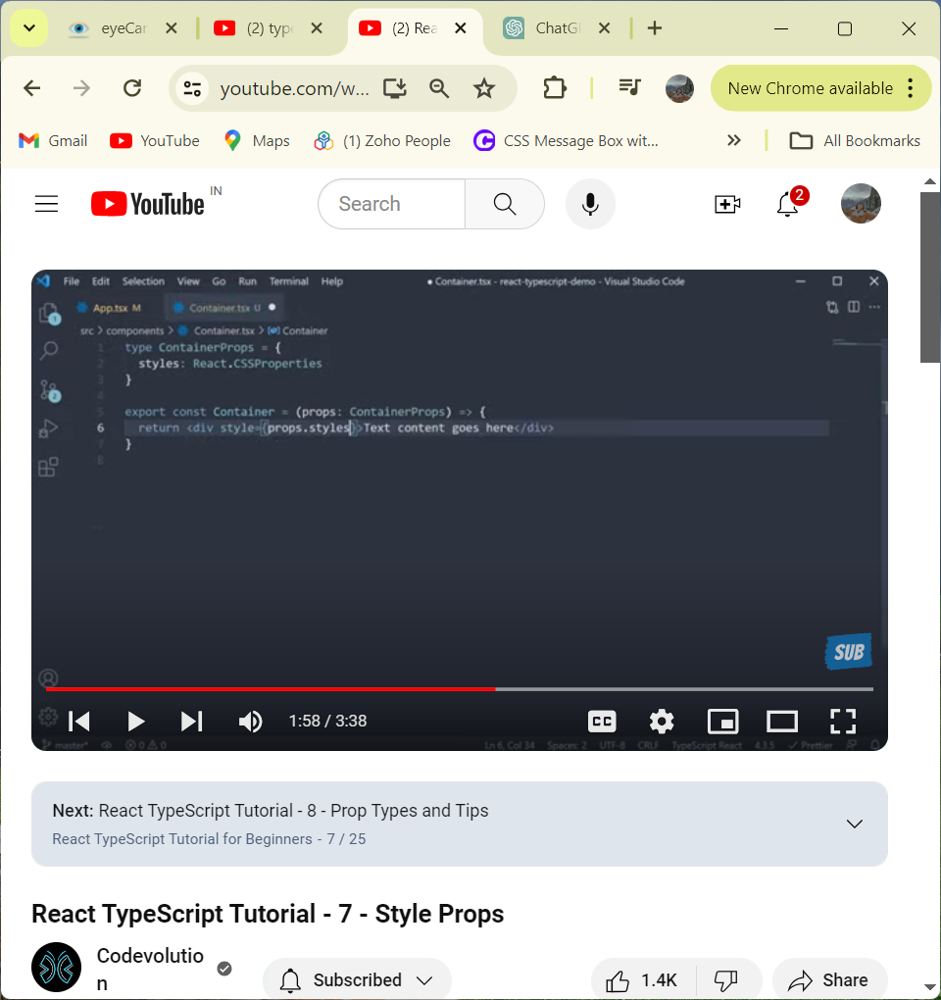 eyeCar
(2) type
(2) Rea
ChatG
youtube.com/w...
New Chrome available
Gmail
YouTube
Maps
(1) Zoho People
CSS Message Box wit...
All Bookmarks
YouTube IN
Search
2
File Edit Selection View Go Run Terminal Help
● Container.tsx - react-typescript-demo - Visual Studio Code
App.tsx M
Container.tsx U ●
src > components > Container.tsx > Container
1 type ContainerProps = {
2 styles: React.CSSProperties
3 }
4
5 export const Container = (props: ContainerProps) => {
6 return <div style={props.styles}>Text content goes here</div>
7 }
8
1
2
SUB
1:58 / 3:38
CC
master* 0 0
Ln 6, Col 34 Spaces: 2 UTF-8 CRLF TypeScript React 4.3.5 Prettier
Next: React TypeScript Tutorial - 8 - Prop Types and Tips
React TypeScript Tutorial for Beginners - 7 / 25
React TypeScript Tutorial - 7 - Style Props
Codevolutio
n
Subscribed
1.4K
Share